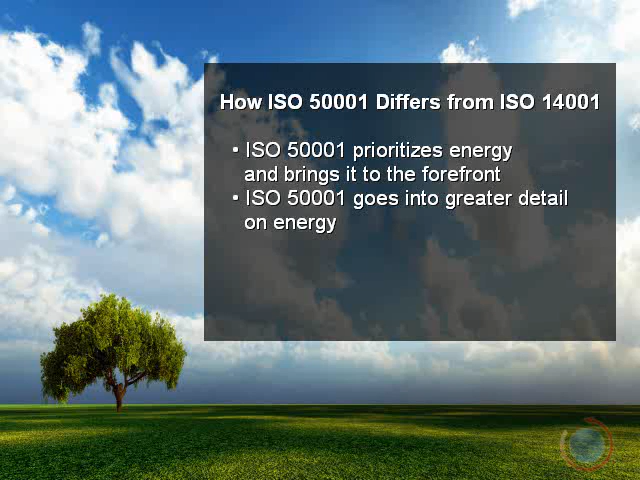 How ISO 50001 Differs from ISO 14001
• ISO 50001 prioritizes energy
and brings it to the forefront
• ISO 50001 goes into greater detail
on energy